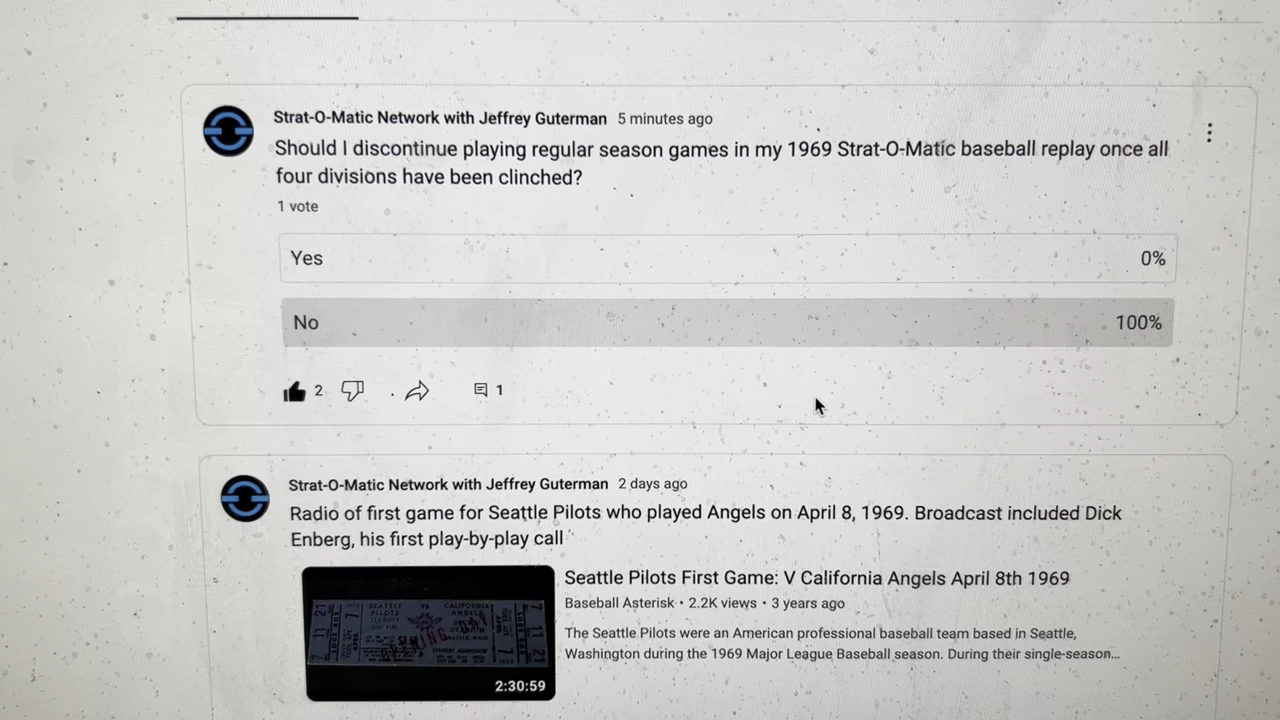 Strat-O-Matic Network with Jeffrey Guterman 5 minutes ago
Should I discontinue playing regular season games in my 1969 Strat-O-Matic baseball replay once all
four divisions have been clinched?
1 vote
Yes 0%
No 100%
2 1
Strat-O-Matic Network with Jeffrey Guterman 2 days ago
Radio of first game for Seattle Pilots who played Angels on April 8, 1969. Broadcast included Dick
Enberg, his first play-by-play call
Seattle Pilots First Game: V California Angels April 8th 1969
Baseball Asterisk • 2.2K views • 3 years ago
The Seattle Pilots were an American professional baseball team based in Seattle,
Washington during the 1969 Major League Baseball season. During their single-season...
SEATTLE VS. CALIFORNIA
PILOTS ANGELS
2:30:59